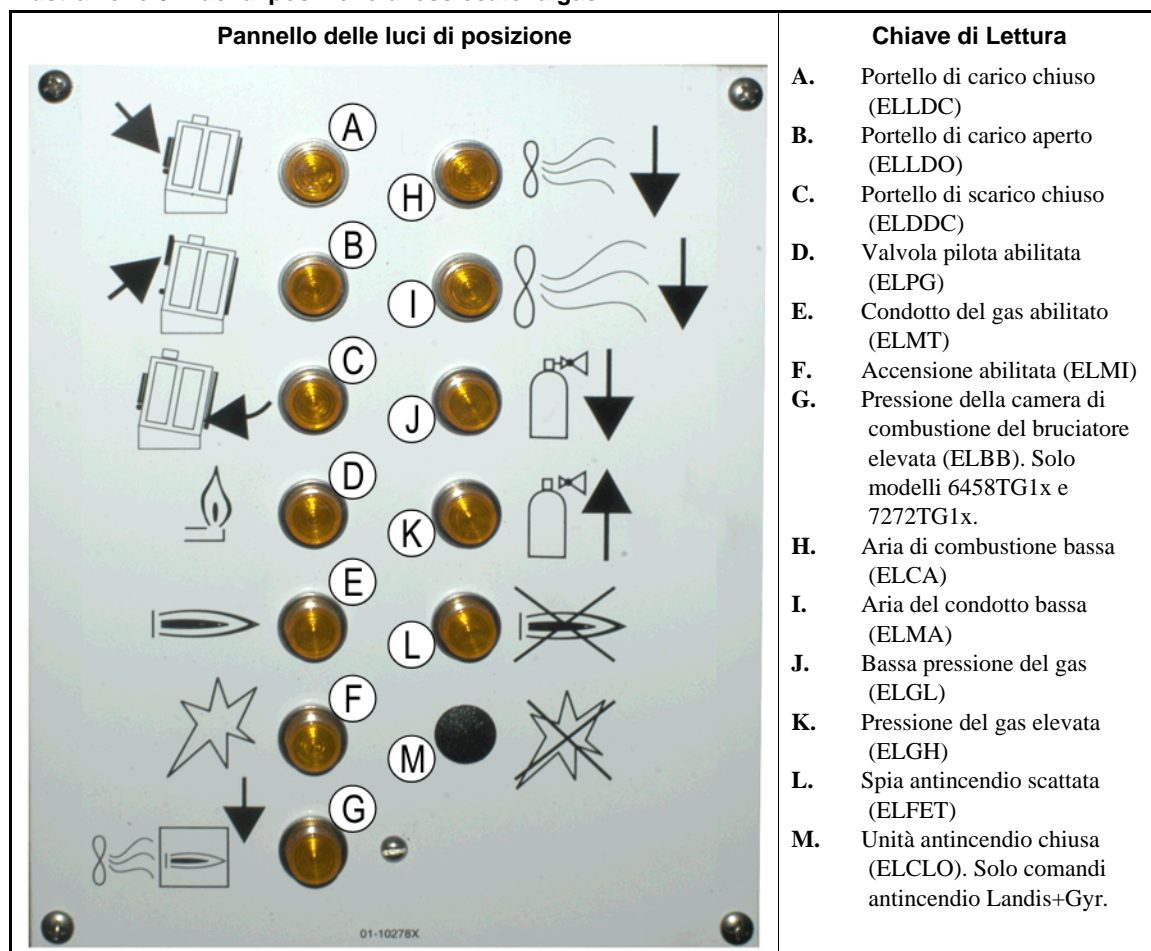 Pannello delle luci di posizione
A
B
C
D
E
F
G
H
I
J
K
L
M
01-10278X
Chiave di Lettura
A. Portello di carico chiuso
(ELLDC)
B. Portello di carico aperto
(ELLDO)
C. Portello di scarico chiuso
(ELDDC)
D. Valvola pilota abilitata
(ELPG)
E. Condotto del gas abilitato
(ELMT)
F. Accensione abilitata (ELMI)
G. Pressione della camera di
combustione del bruciatore
elevata (ELBB). Solo
modelli 6458TG1x e
7272TG1x.
H. Aria di combustione bassa
(ELCA)
I. Aria del condotto bassa
(ELMA)
J. Bassa pressione del gas
(ELGL)
K. Pressione del gas elevata
(ELGH)
L. Spia antincendio scattata
(ELFET)
M. Unità antincendio chiusa
(ELCLO). Solo comandi
antincendio Landis+Gyr.